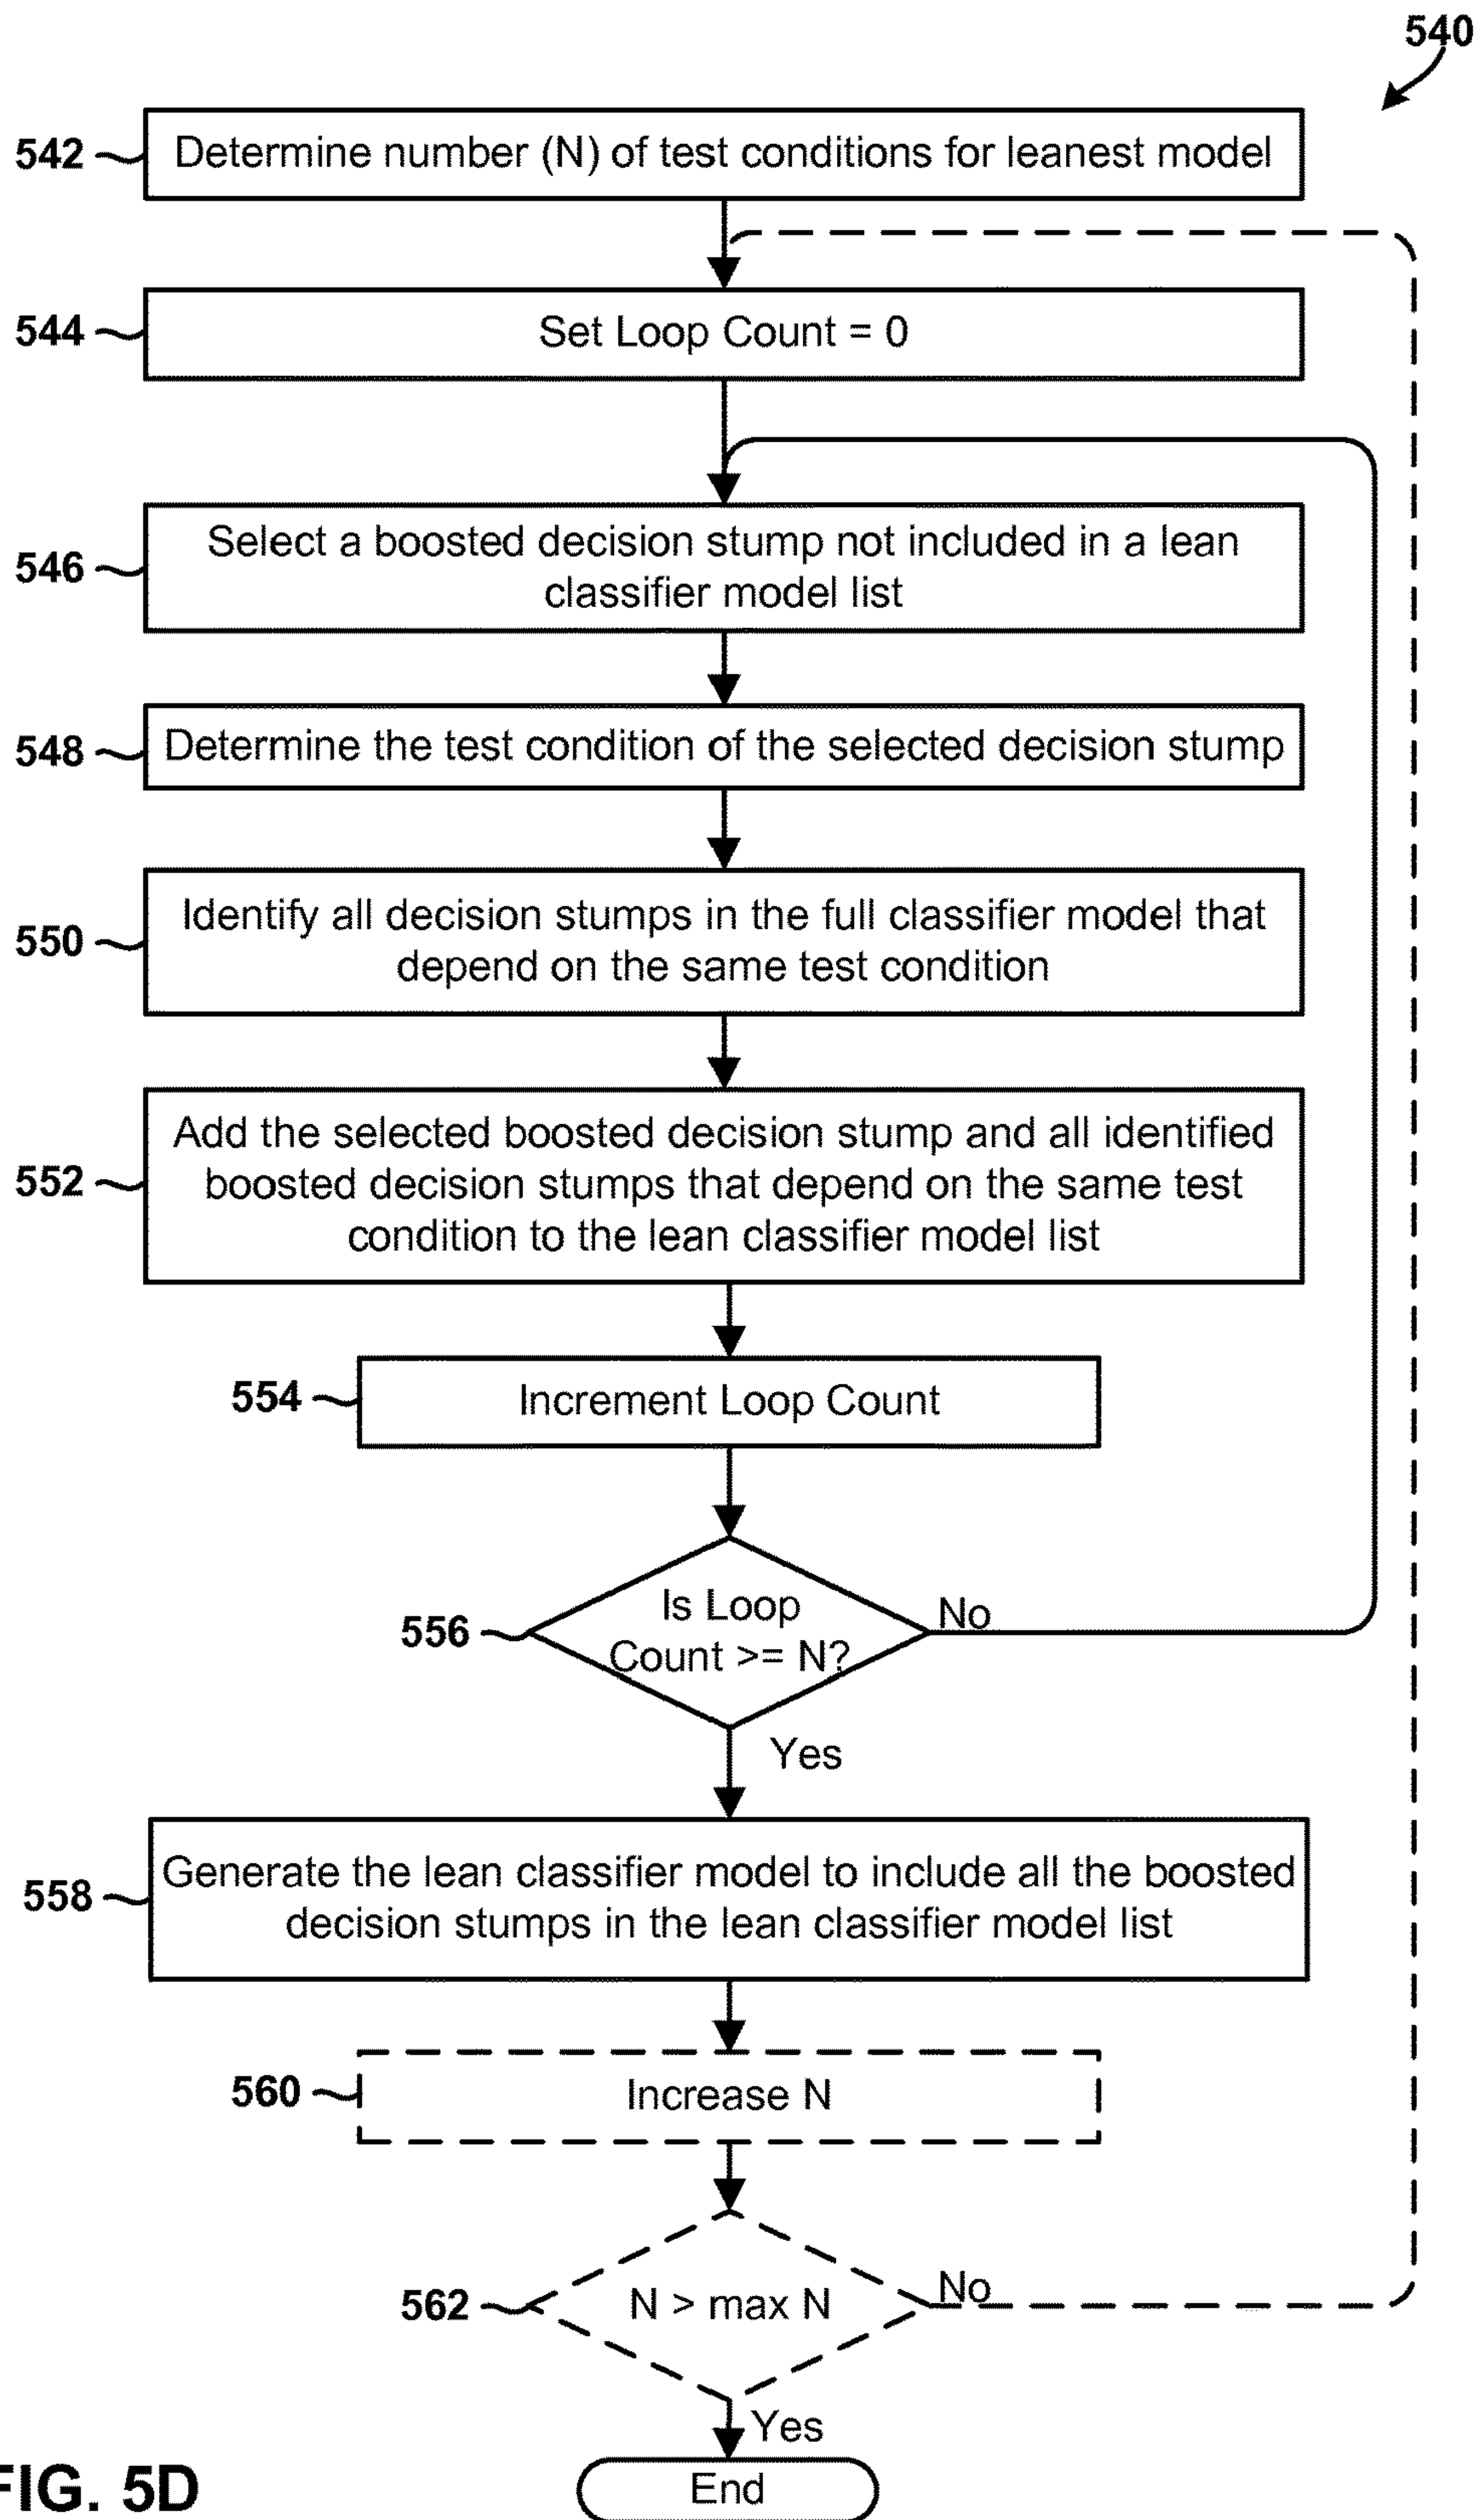 540
542
Determine number (N) of test conditions for leanest model
544
Set Loop Count = 0
546
Select a boosted decision stump not included in a lean
classifier model list
548
Determine the test condition of the selected decision stump
550
Identify all decision stumps in the full classifier model that
depend on the same test condition
552
Add the selected boosted decision stump and all identified
boosted decision stumps that depend on the same test
condition to the lean classifier model list
554
Increment Loop Count
556
Is Loop
Count >= N?
No
Yes
558
Generate the lean classifier model to include all the boosted
decision stumps in the lean classifier model list
560
Increase N
562
N > max N
No
Yes
End
FIG. 5D